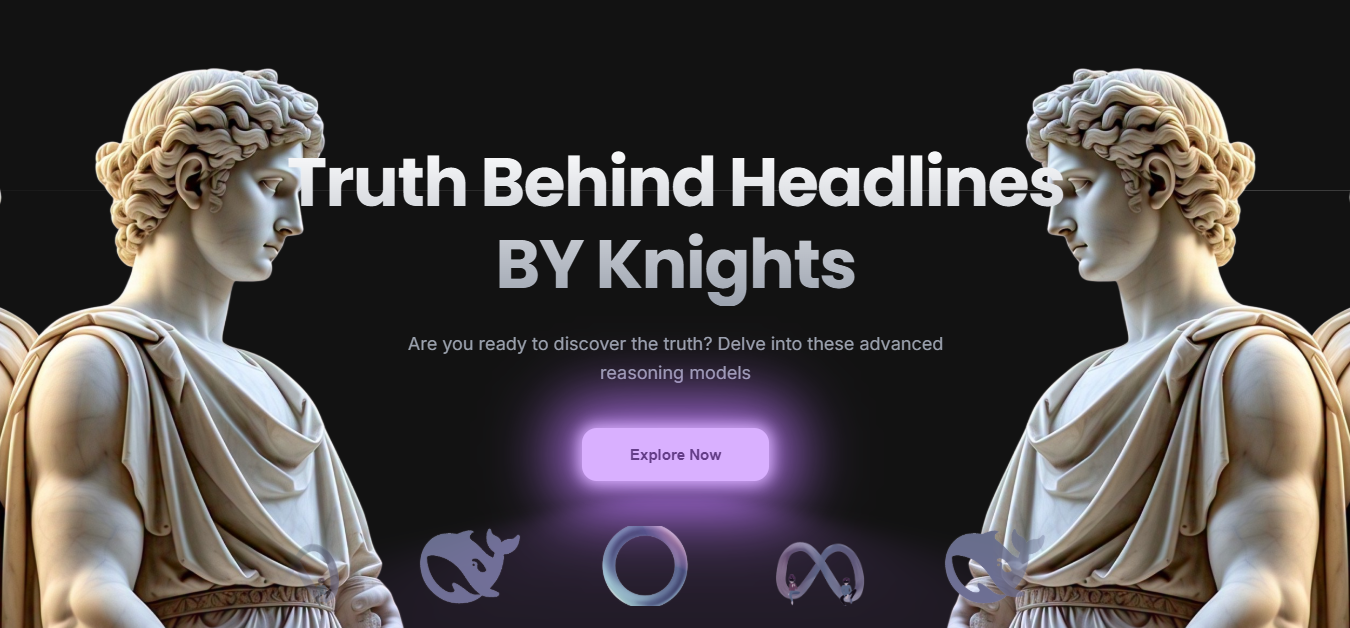 Truth Behind Headlines
BY Knights
Are you ready to discover the truth? Delve into these advanced
reasoning models
Explore Now